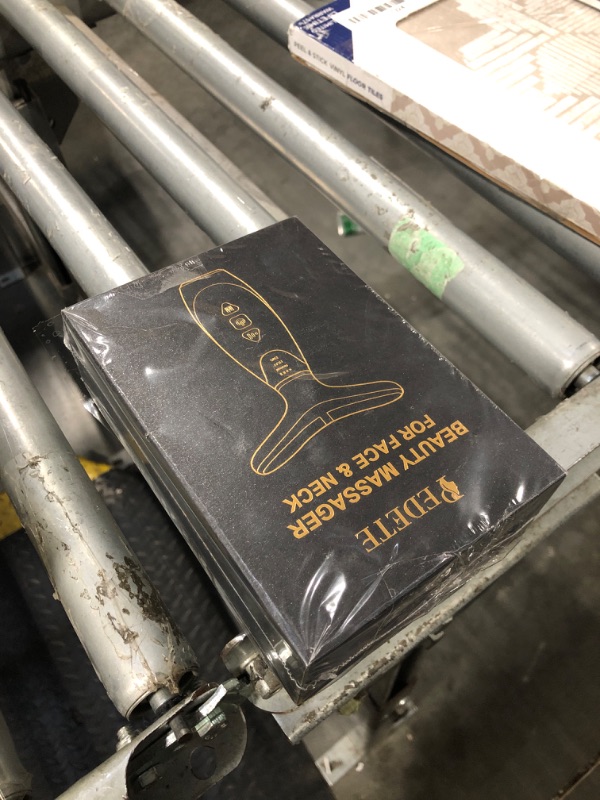 PEDETE
BEAUTY MASSAGER
FOR FACE & NECK
PEEL & STICK VINYL FLOOR TILES